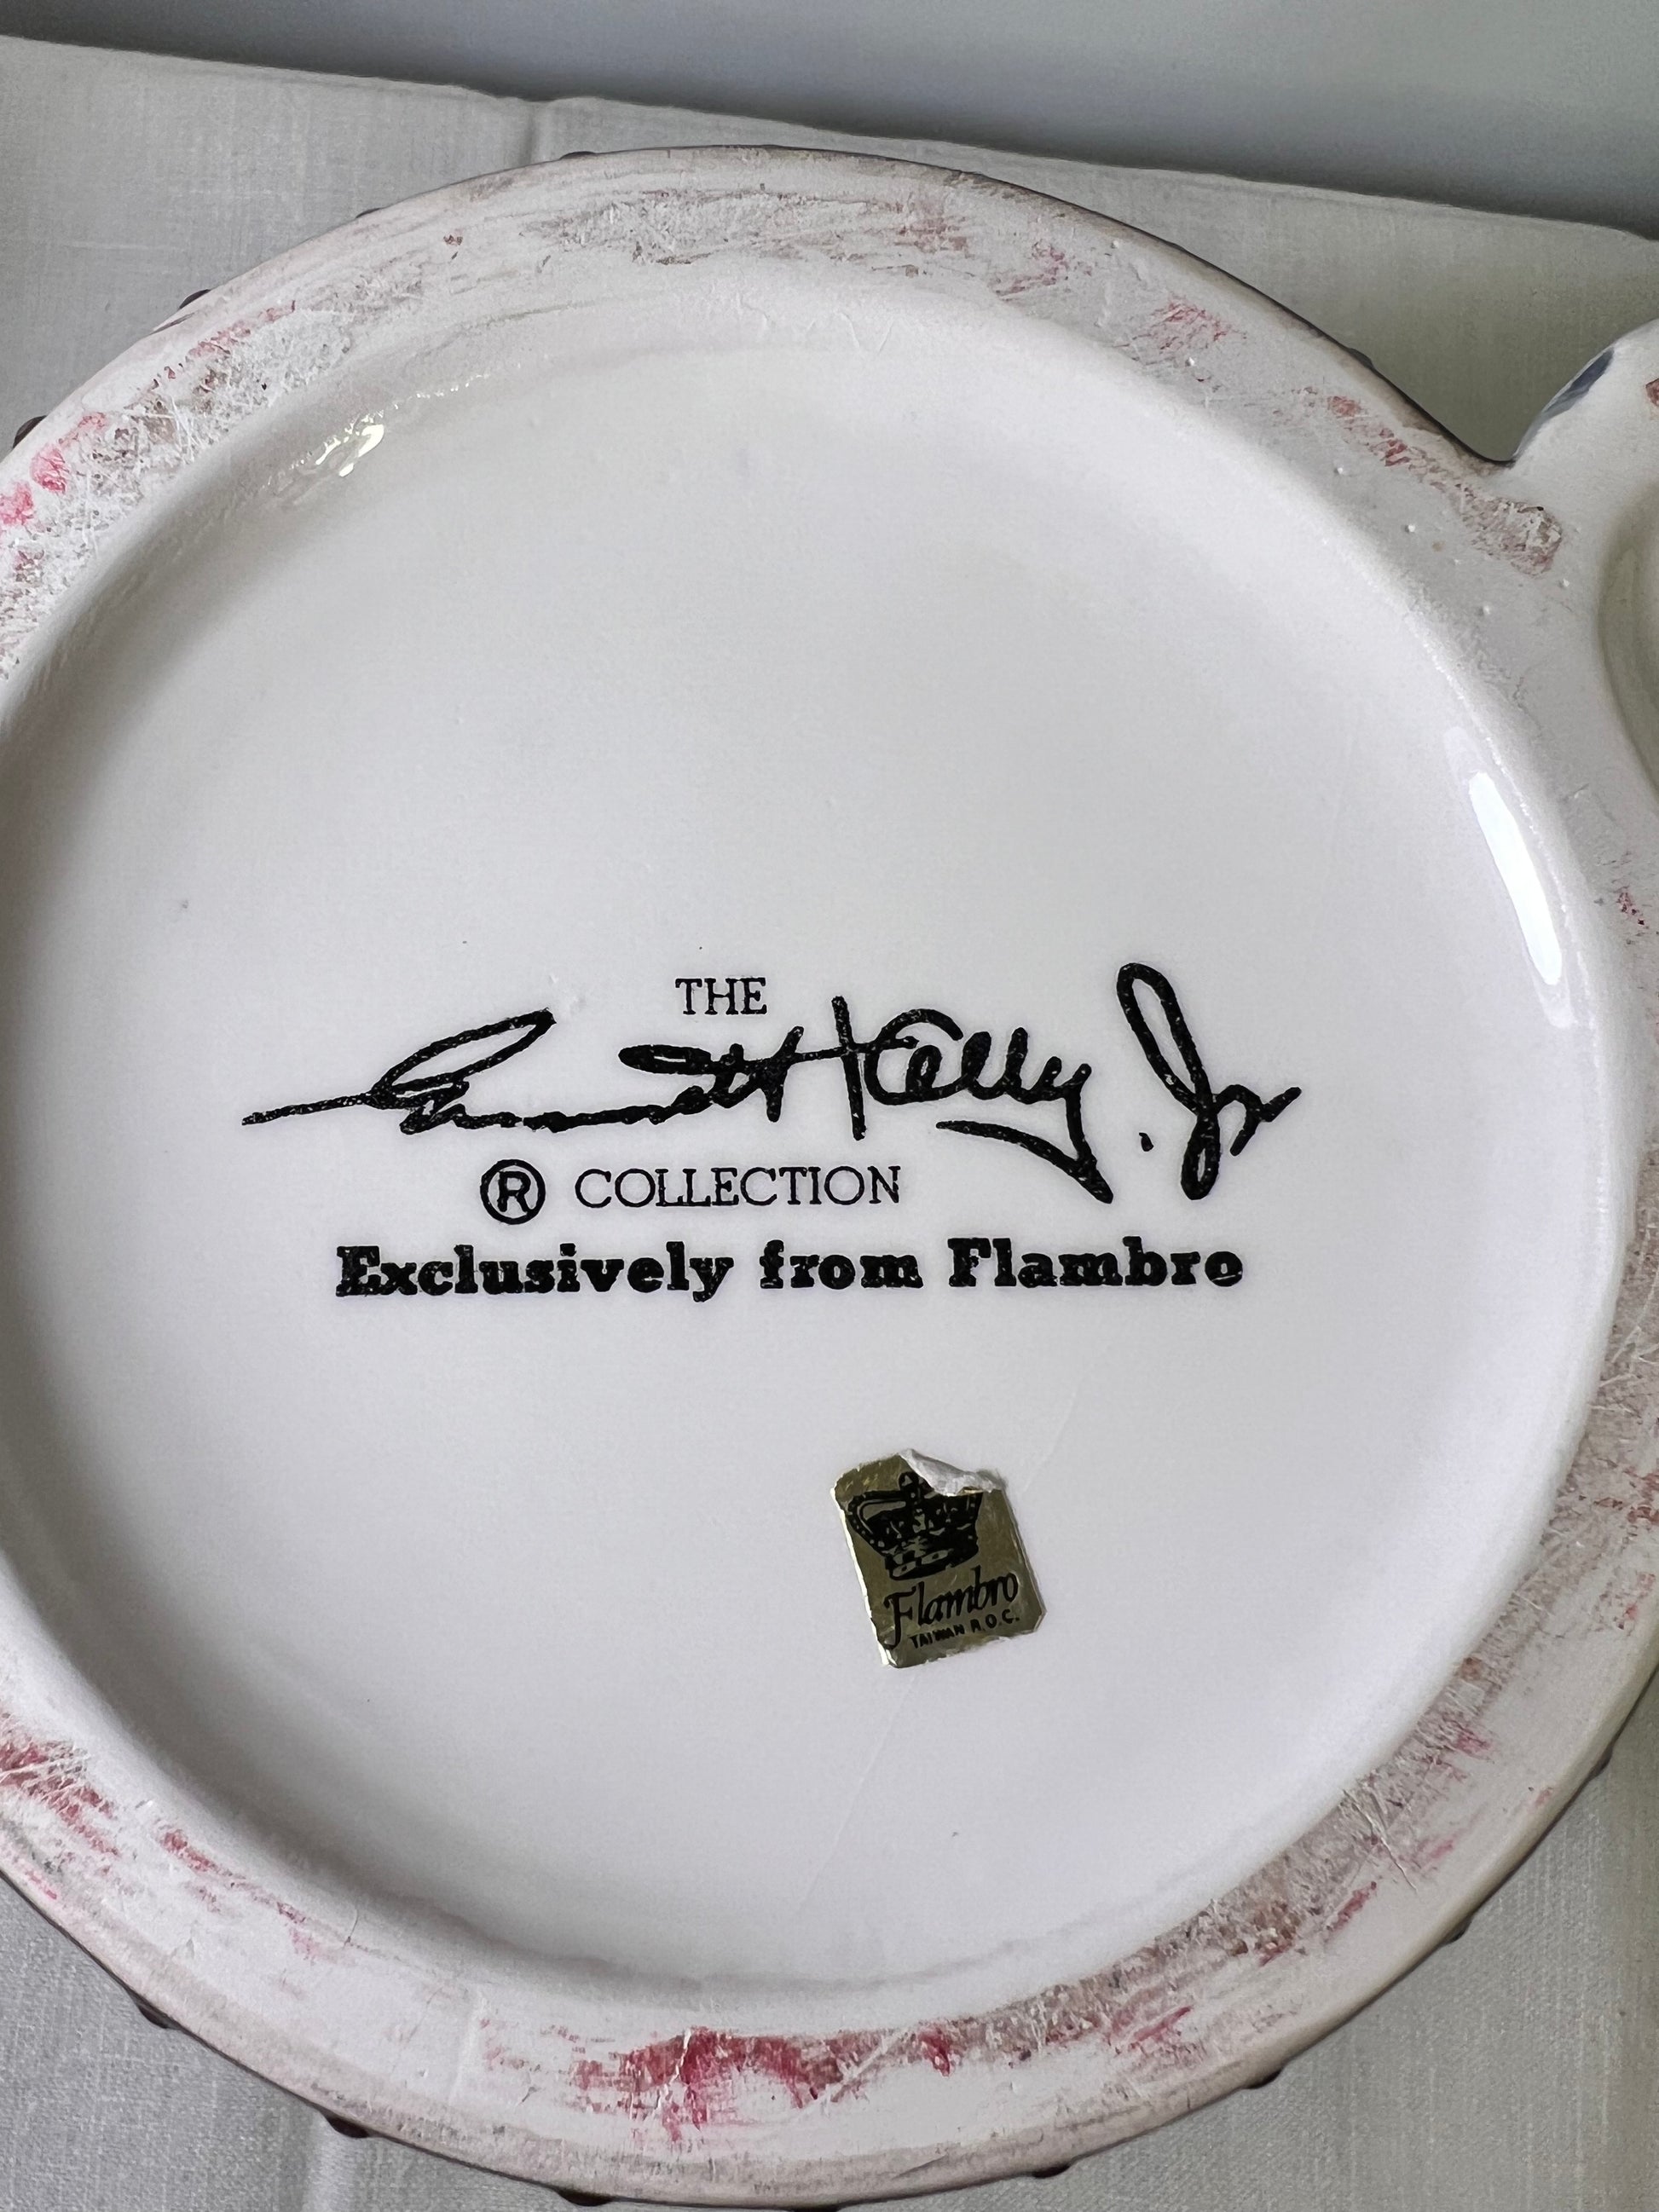 THE
Emmett Kelly, Jr.
® COLLECTION
Exclusively from Flambro
Flambro
TAIWAN R.O.C.